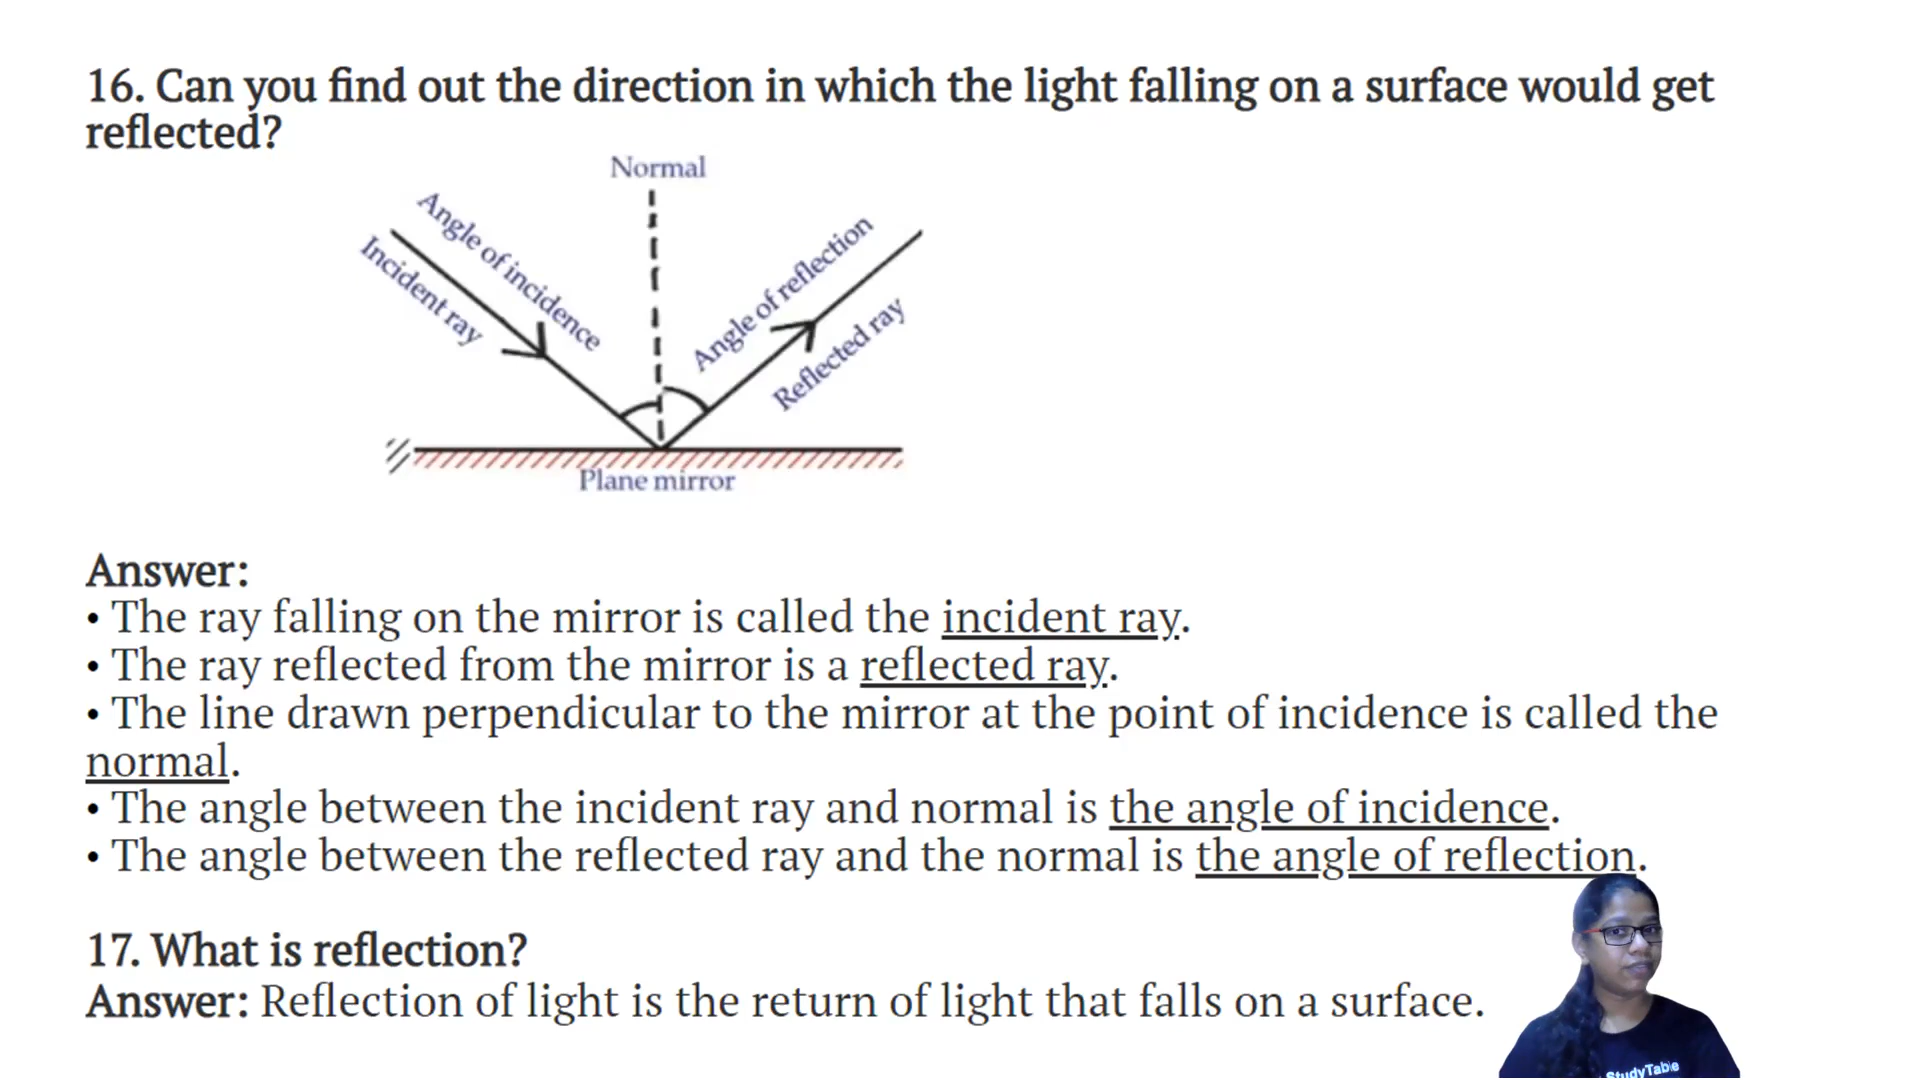 16. Can you find out the direction in which the light falling on a surface would get
reflected?
Normal
Angle of incidence
Incident ray
Angle of reflection
Reflected ray
Plane mirror
Answer:
• The ray falling on the mirror is called the incident ray.
• The ray reflected from the mirror is a reflected ray.
• The line drawn perpendicular to the mirror at the point of incidence is called the
normal.
• The angle between the incident ray and normal is the angle of incidence.
• The angle between the reflected ray and the normal is the angle of reflection.
17. What is reflection?
Answer: Reflection of light is the return of light that falls on a surface.
StudyTable